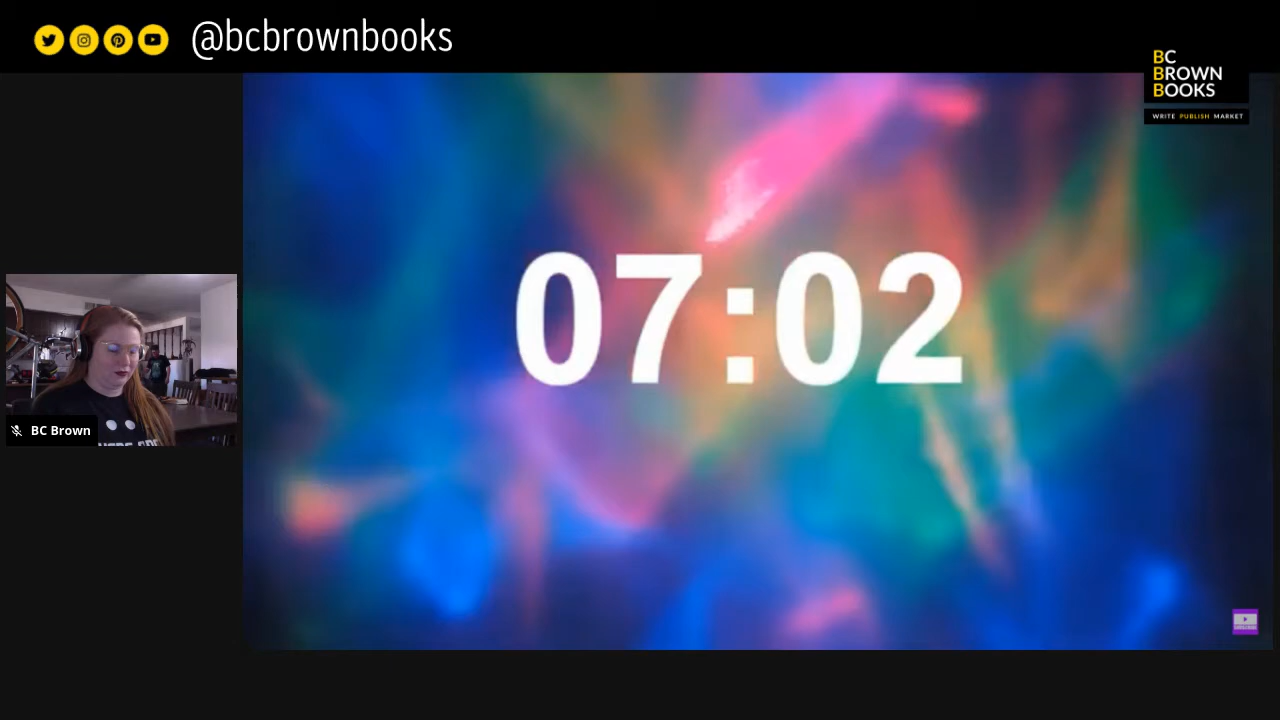 @bcbrownbooks
BC
BROWN
BOOKS
WRITE PUBLISH MARKET
07:02
BC Brown